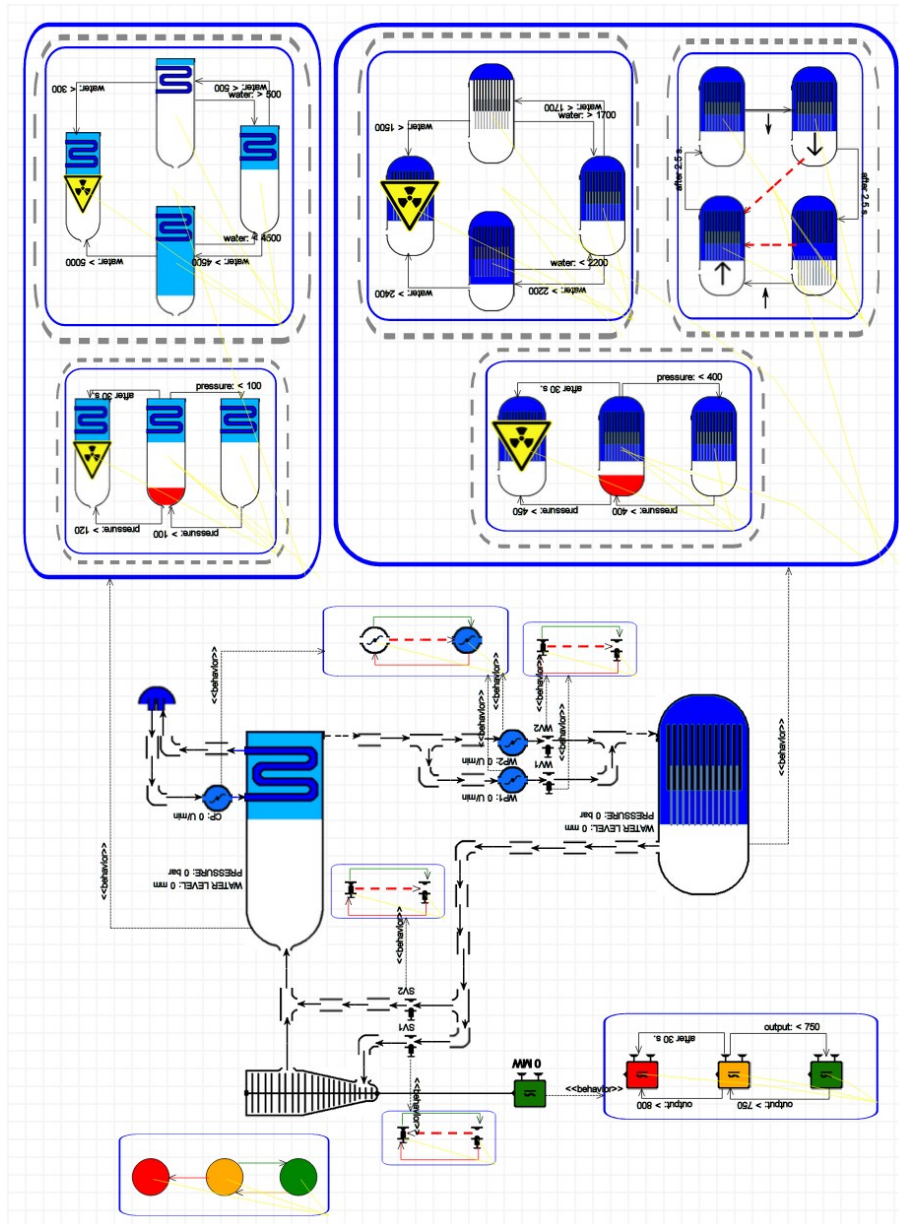 water: < 300
water: < 500
water: > 500
water: < 4500
water: > 5000
water: > 4500
water: < 1500
water: < 1700
water: > 1700
water: < 2200
water: > 2400
water: > 2200
after 2.5 s.
after 2.5 s.
after 30 s.
pressure: < 100
pressure: > 120
pressure: > 100
after 30 s.
pressure: < 400
pressure: > 450
pressure: > 400
<<behavior>>
<<behavior>>
<<behavior>>
<<behavior>>
<<behavior>>
WV2
WP2: 0 U/min
WV1
WP1: 0 U/min
CP: 0 U/min
WATER LEVEL: 0 mm
PRESSURE: 0 bar
WATER LEVEL: 0 mm
PRESSURE: 0 bar
<<behavior>>
<<behavior>>
SV2
SV1
0 MW
<<behavior>>
<<behavior>>
after 30 s.
output: < 750
output: > 800
output: > 750